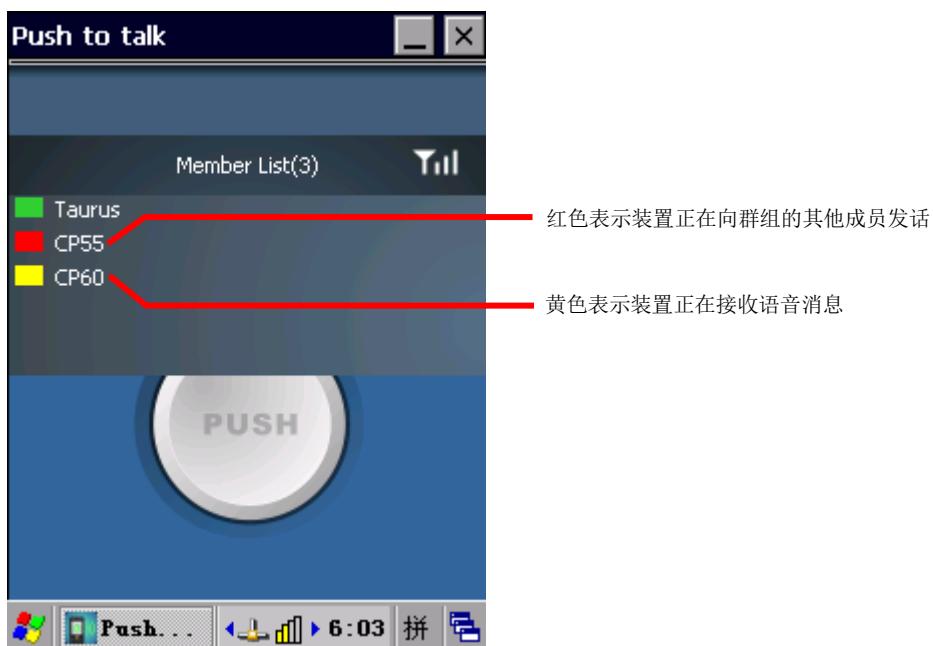 Push to talk
Member List(3)
Taurus
CP55
CP60
红色表示装置正在向群组的其他成员发话
黄色表示装置正在接收语音消息
PUSH
Push... 6:03 拼